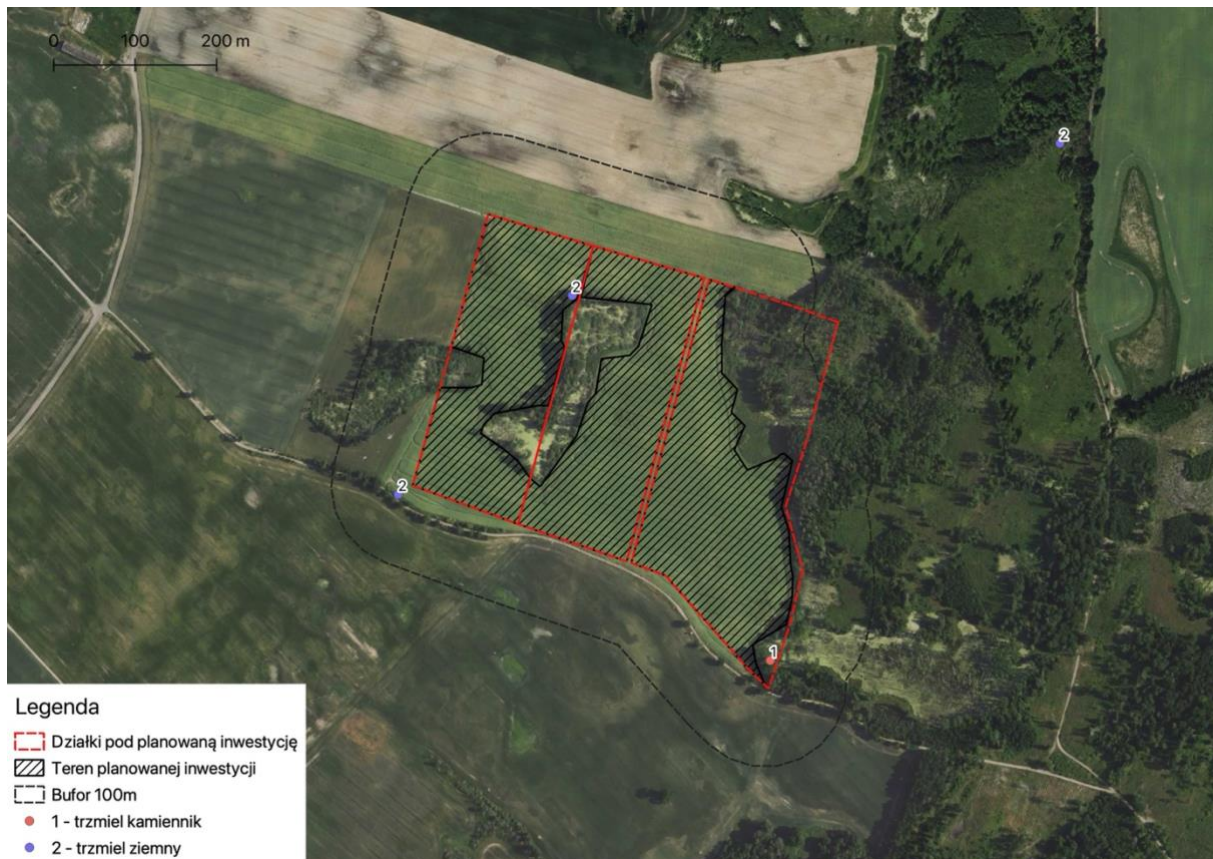 0 100 200 m
2
2
2
1
Legenda
Działki pod planowaną inwestycję
Teren planowanej inwestycji
Bufor 100m
1 - trzmiel kamiennik
2 - trzmiel ziemny